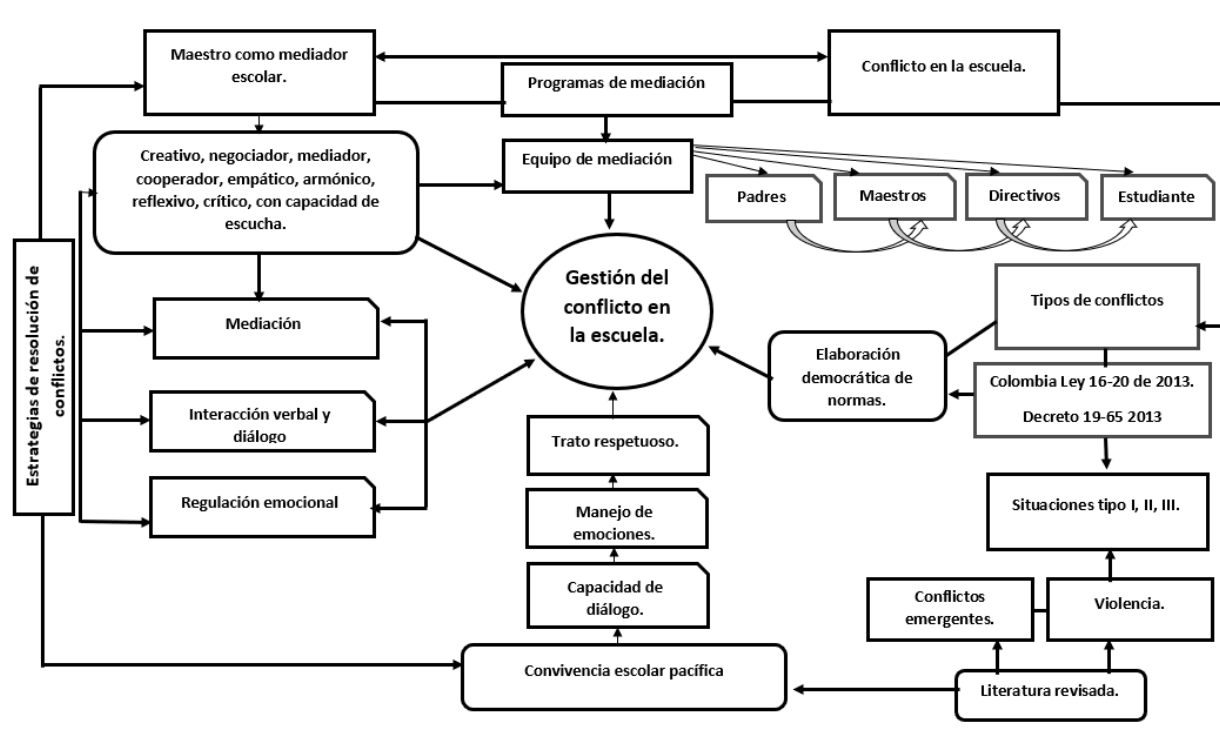 Maestro como mediador
escolar.
Conflicto en la escuela.
Programas de mediación
Creativo, negociador, mediador,
cooperador, empático, armónico,
reflexivo, crítico, con capacidad de
escucha.
Equipo de mediación
Padres
Maestros
Directivos
Estudiante
Estrategias de resolución de
conflictos.
Gestión del
conflicto en
la escuela.
Mediación
Interacción verbal y
diálogo
Regulación emocional
Tipos de conflictos
Elaboración
democrática de
normas.
Colombia Ley 16-20 de 2013.
Decreto 19-65 2013
Trato respetuoso.
Manejo de
emociones.
Capacidad de
diálogo.
Situaciones tipo I, II, III.
Conflictos
emergentes.
Violencia.
Convivencia escolar pacífica
Literatura revisada.